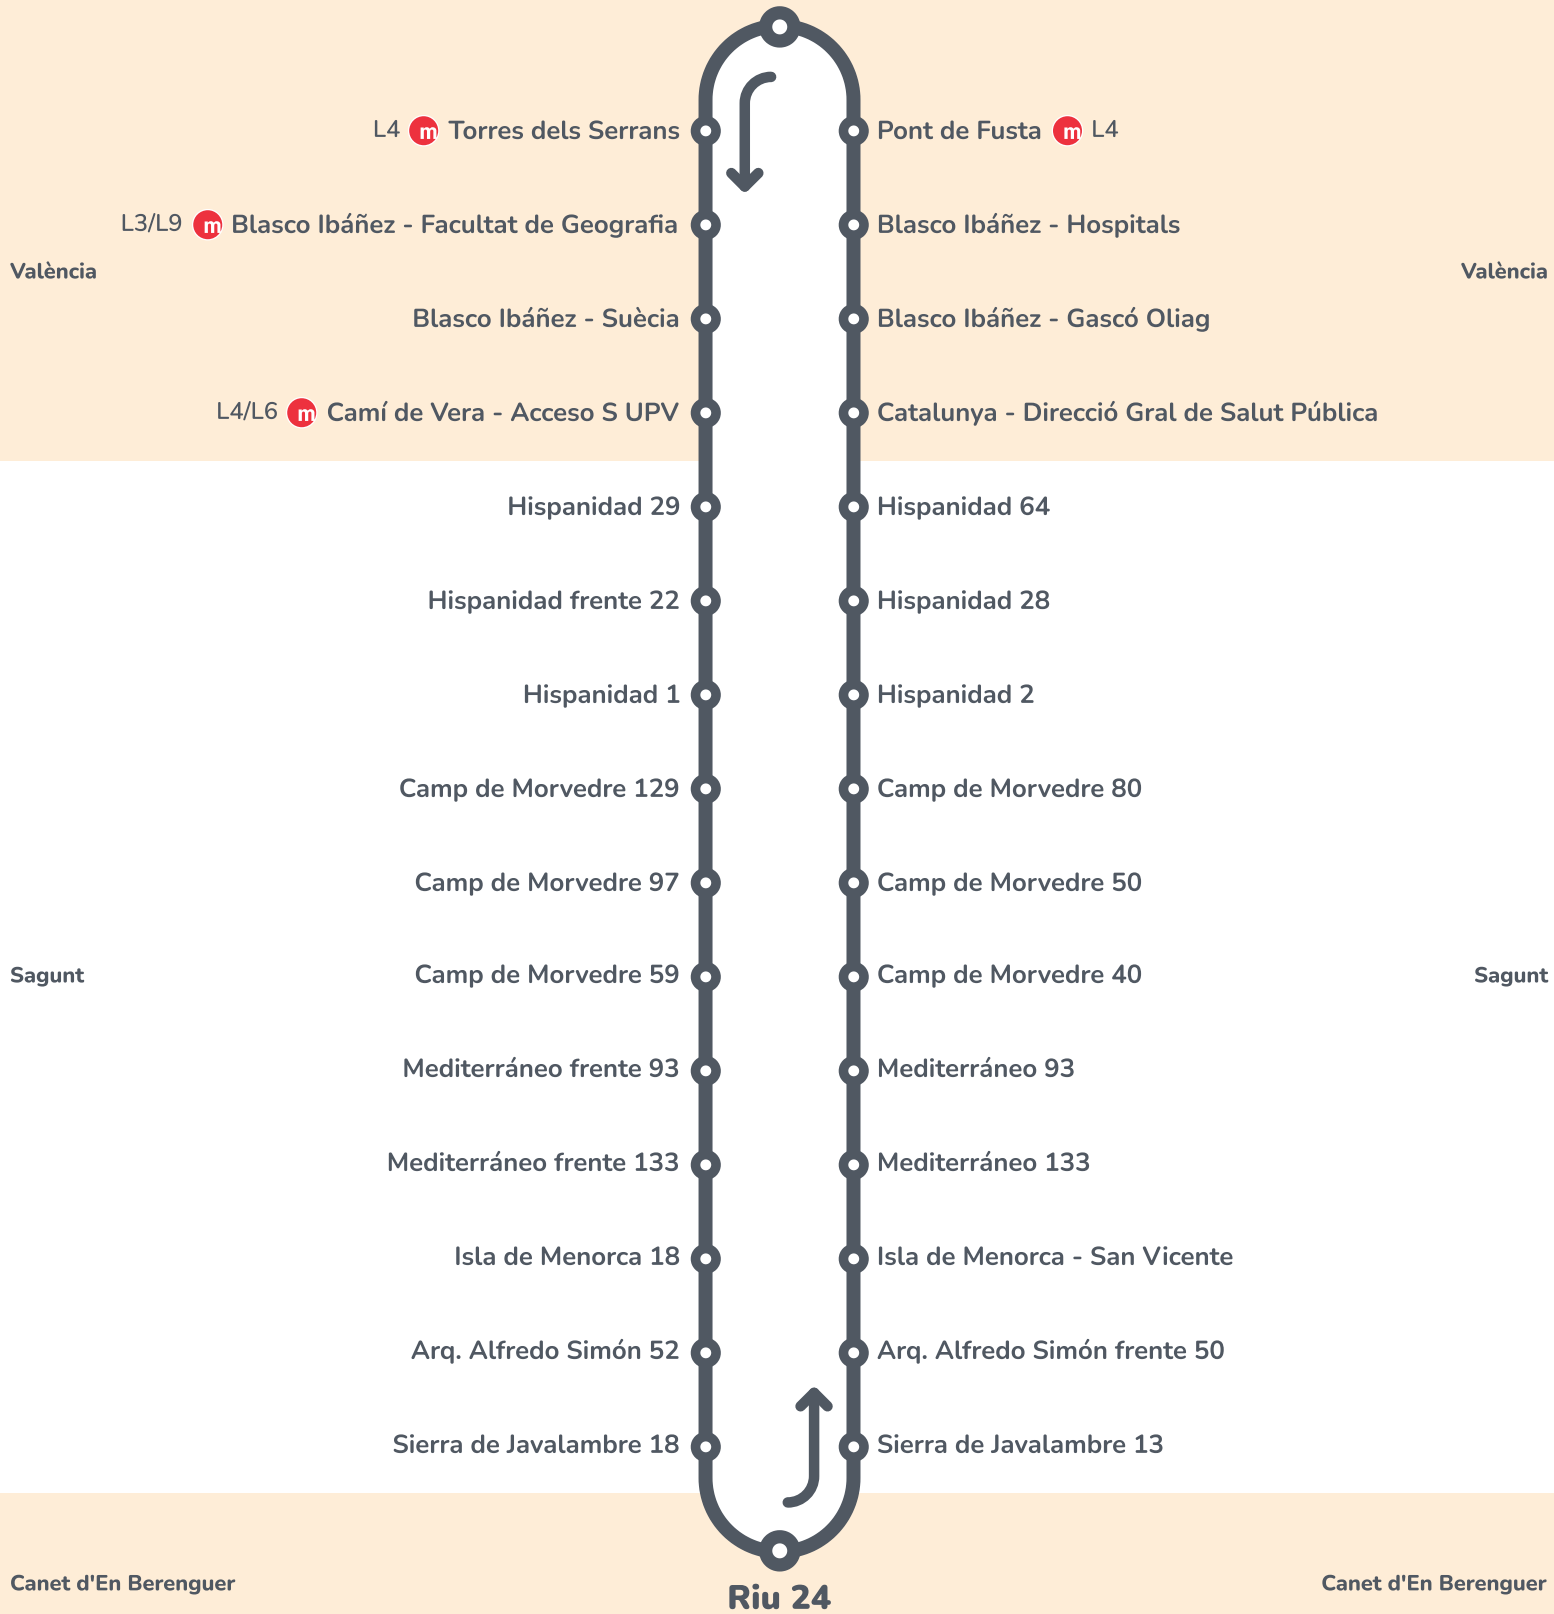 L4 m Torres dels Serrans
Pont de Fusta m L4
L3/L9 m Blasco Ibáñez - Facultat de Geografia
Blasco Ibáñez - Hospitals
València
València
Blasco Ibáñez - Suècia
Blasco Ibáñez - Gascó Oliag
L4/L6 m Camí de Vera - Acceso S UPV
Catalunya - Direcció Gral de Salut Pública
Hispanidad 29
Hispanidad 64
Hispanidad frente 22
Hispanidad 28
Hispanidad 1
Hispanidad 2
Camp de Morvedre 129
Camp de Morvedre 80
Camp de Morvedre 97
Camp de Morvedre 50
Sagunt
Camp de Morvedre 59
Camp de Morvedre 40
Sagunt
Mediterráneo frente 93
Mediterráneo 93
Mediterráneo frente 133
Mediterráneo 133
Isla de Menorca 18
Isla de Menorca - San Vicente
Arq. Alfredo Simón 52
Arq. Alfredo Simón frente 50
Sierra de Javalambre 18
Sierra de Javalambre 13
Canet d'En Berenguer
Riu 24
Canet d'En Berenguer